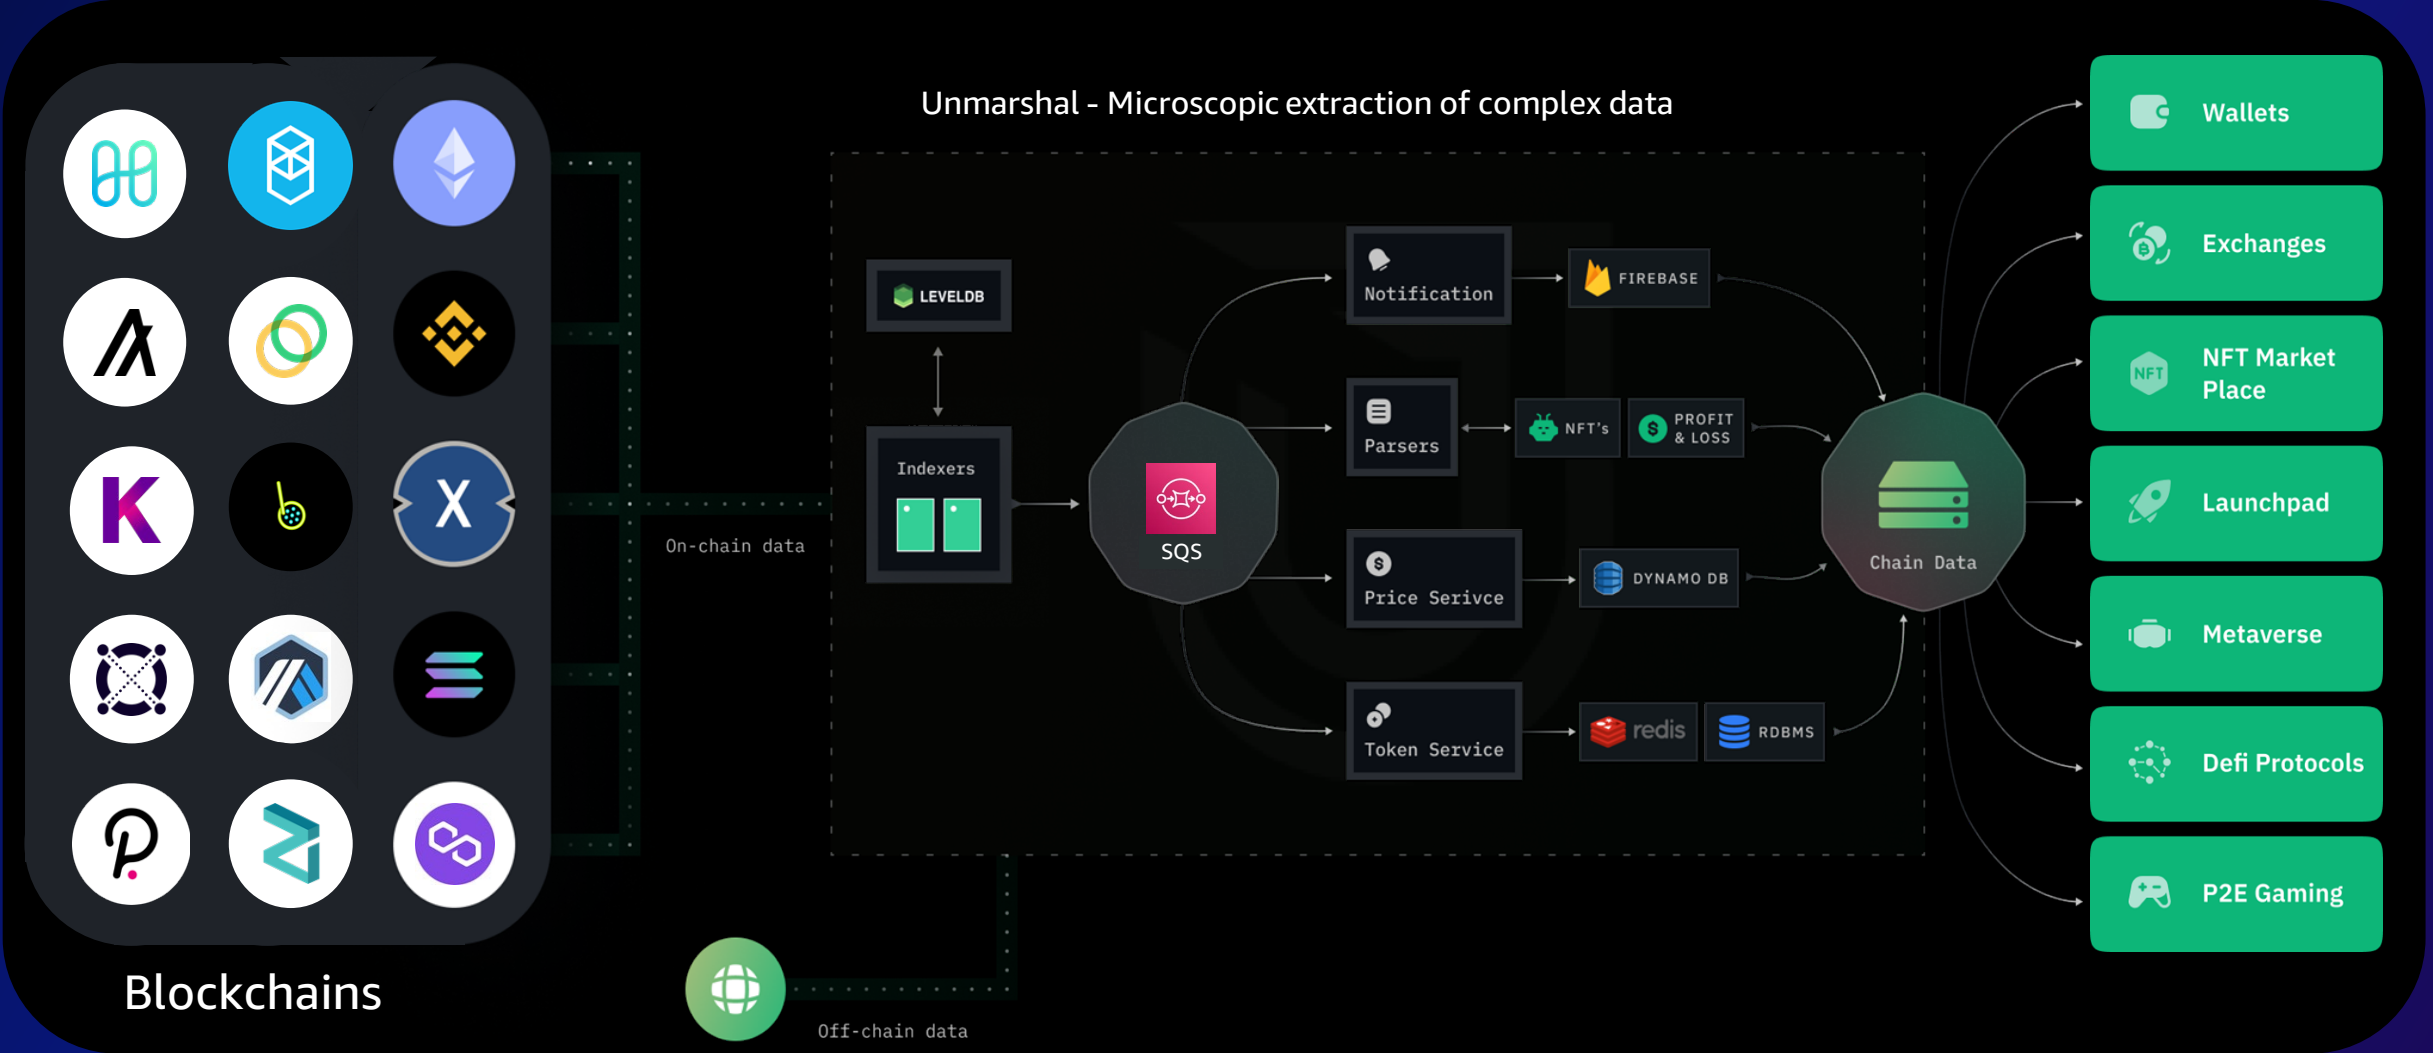 Unmarshal - Microscopic extraction of complex data
Blockchains
On-chain data
Off-chain data
LEVELDB
Indexers
SQS
Notification
FIREBASE
Parsers
NFT's
PROFIT
& LOSS
Price Serivce
DYNAMO DB
Token Service
redis
RDBMS
Chain Data
Wallets
Exchanges
NFT
NFT Market
Place
Launchpad
Metaverse
Defi Protocols
P2E Gaming